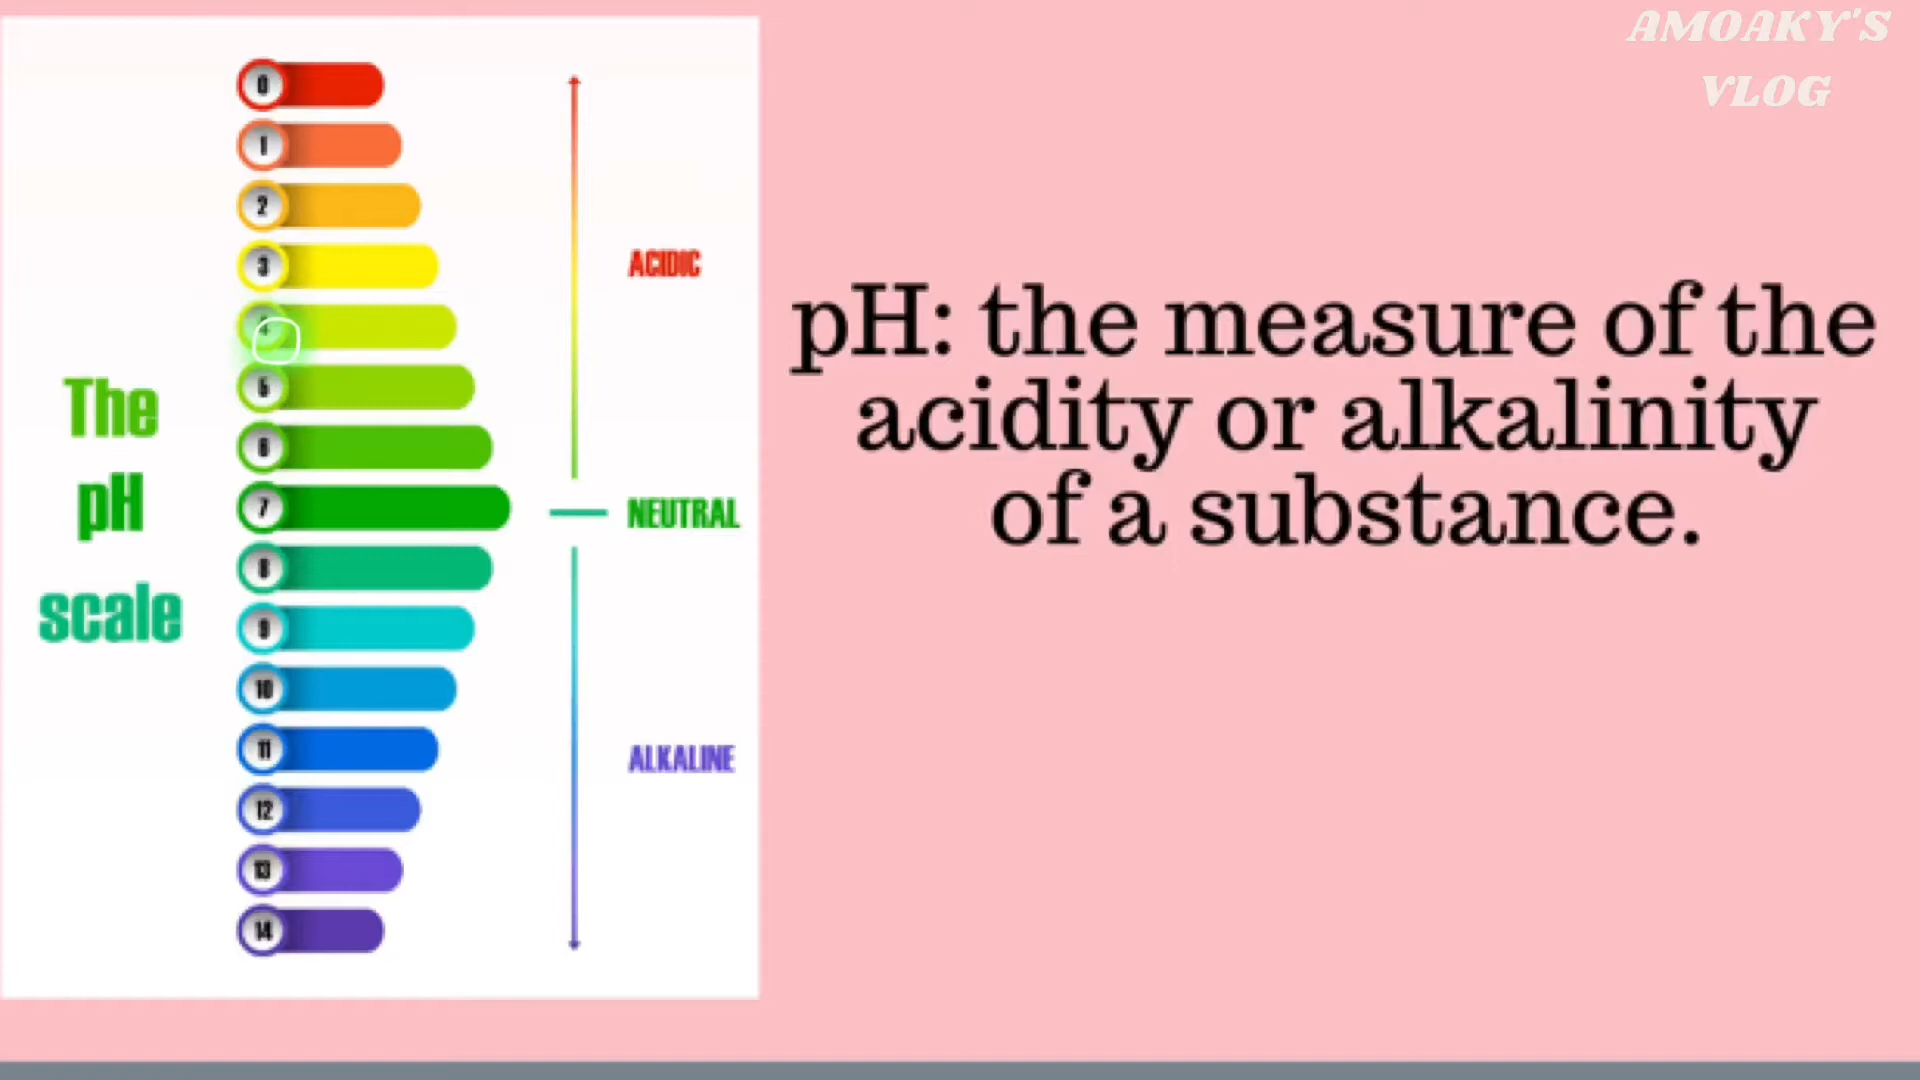 AMOAKY'S
VLOG
The
pH
scale
0
1
2
3
5
6
7
8
9
10
11
12
13
14
ACIDIC
NEUTRAL
ALKALINE
pH: the measure of the
acidity or alkalinity
of a substance.